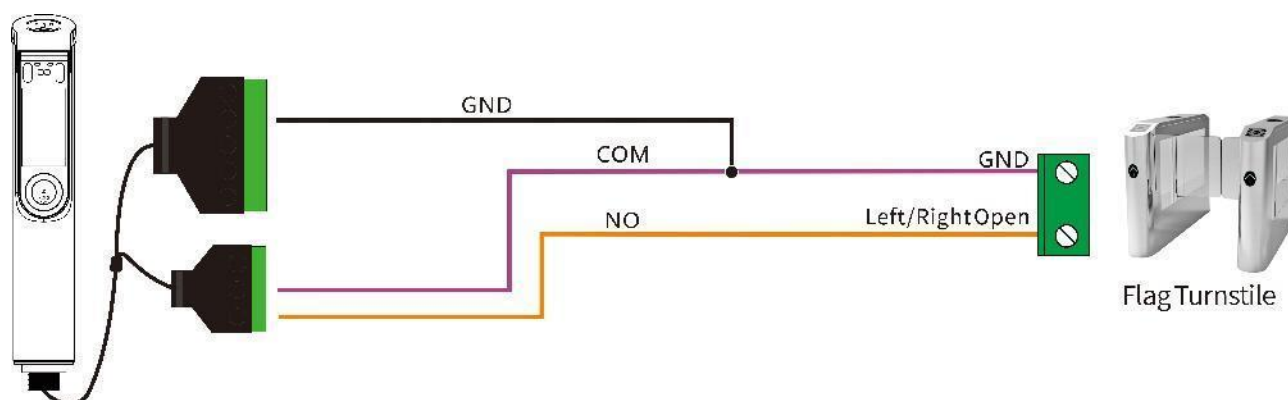 GND
COM
GND
NO
Left/Right Open
Flag Turnstile